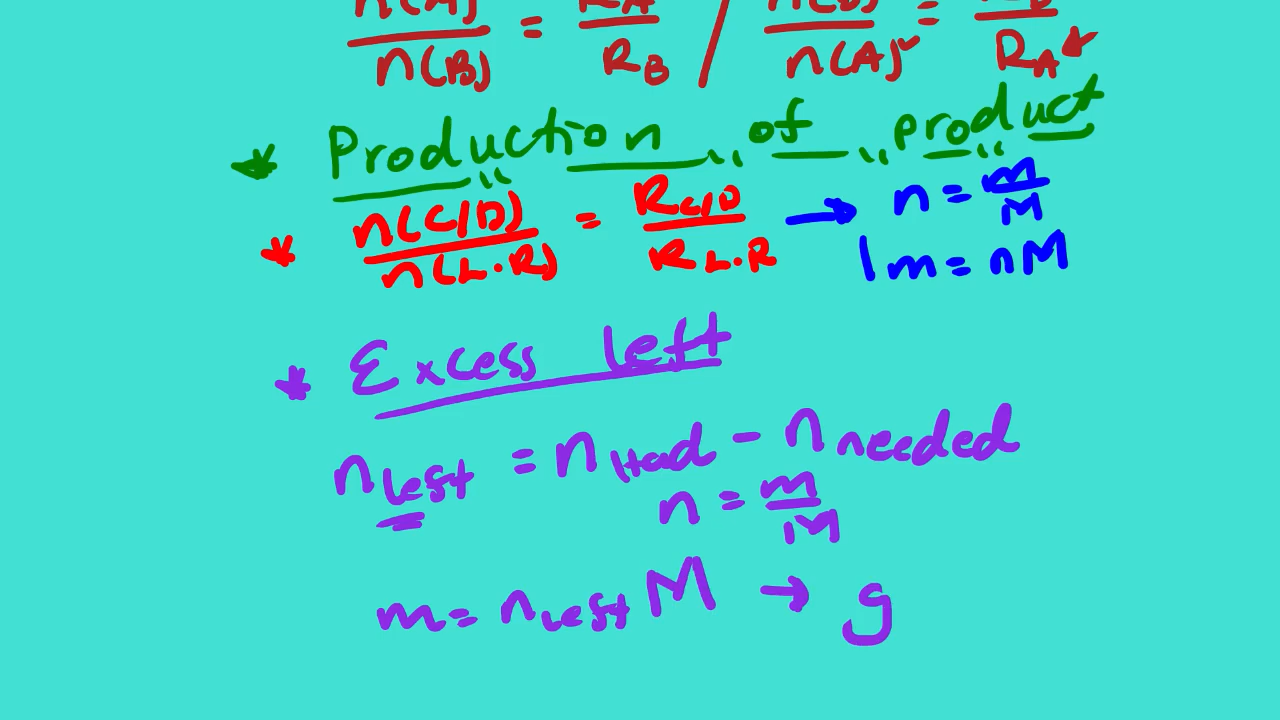 n(A)/n(B) = RA/RB / n(B)/n(A) = RB/RA
* Production of product
* n(C/D)/n(L.R) = RC/D/RL.R → n = m/M
m = nM
* Excess left
n left = n Had - n needed
n = m/M
m = n left M → g